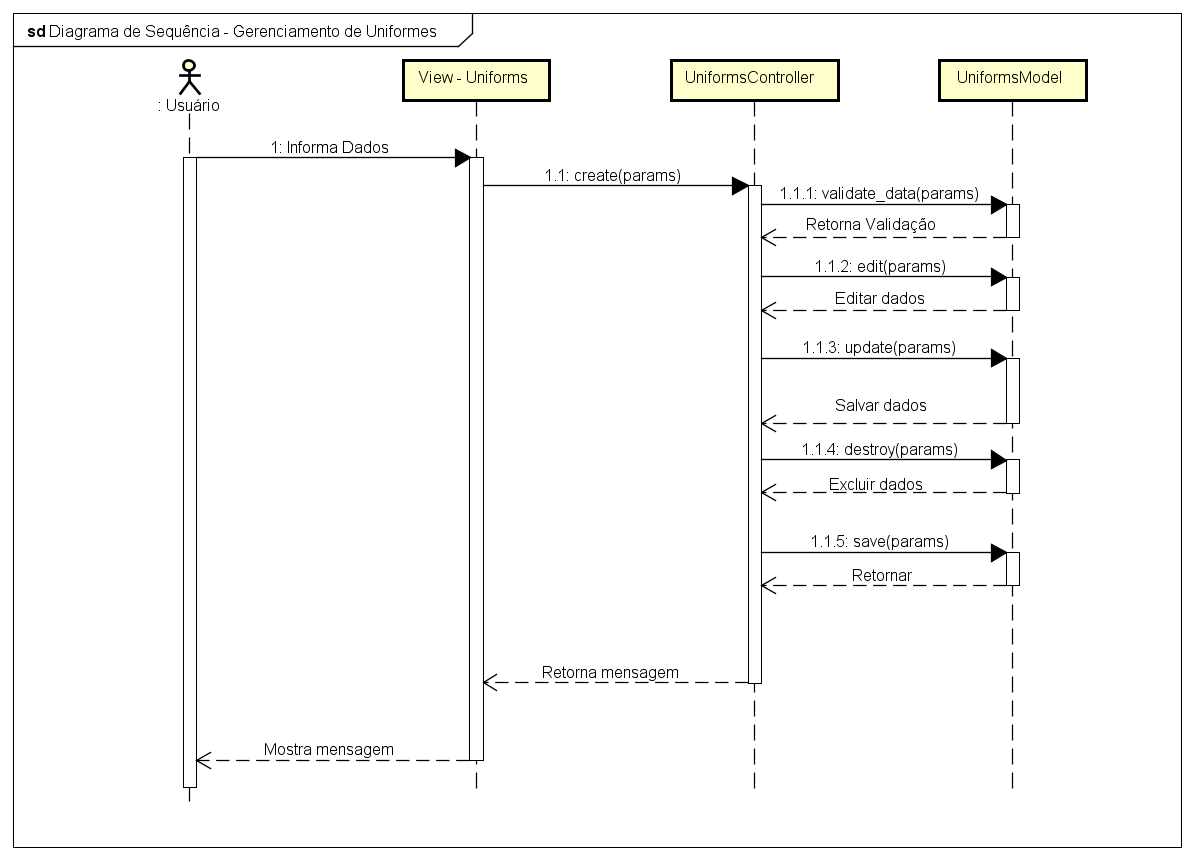 sd Diagrama de Sequência - Gerenciamento de Uniformes
: Usuário
View - Uniforms
UniformsController
UniformsModel
1: Informa Dados
1.1: create(params)
1.1.1: validate_data(params)
Retorna Validação
1.1.2: edit(params)
Editar dados
1.1.3: update(params)
Salvar dados
1.1.4: destroy(params)
Excluir dados
1.1.5: save(params)
Retornar
Retorna mensagem
Mostra mensagem